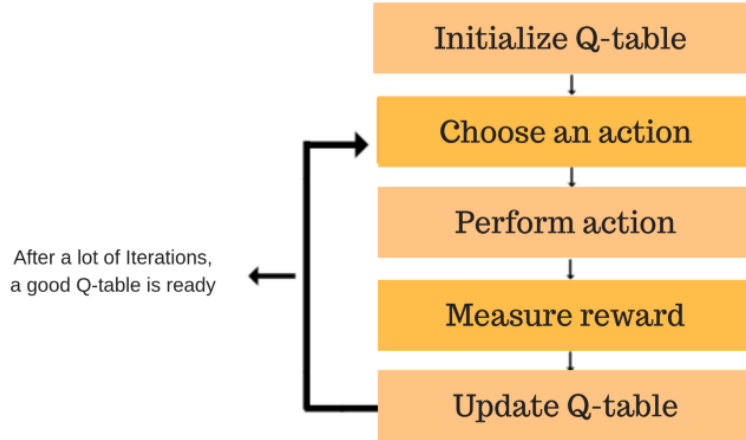 Initialize Q-table
Choose an action
Perform action
After a lot of Iterations,
a good Q-table is ready
Measure reward
Update Q-table